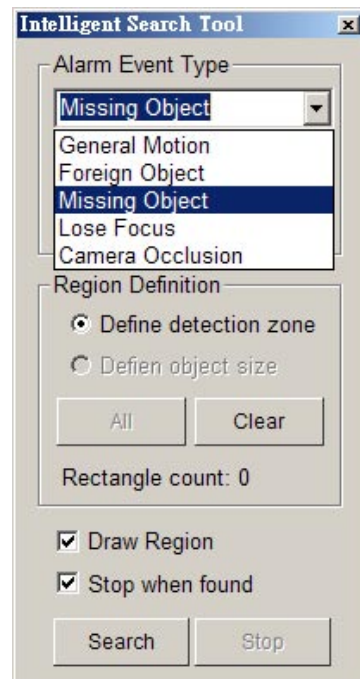 Intelligent Search Tool
Alarm Event Type
Missing Object
General Motion
Foreign Object
Missing Object
Lose Focus
Camera Occlusion
Region Definition
Define detection zone
Defien object size
All Clear
Rectangle count: 0
Draw Region
Stop when found
Search Stop